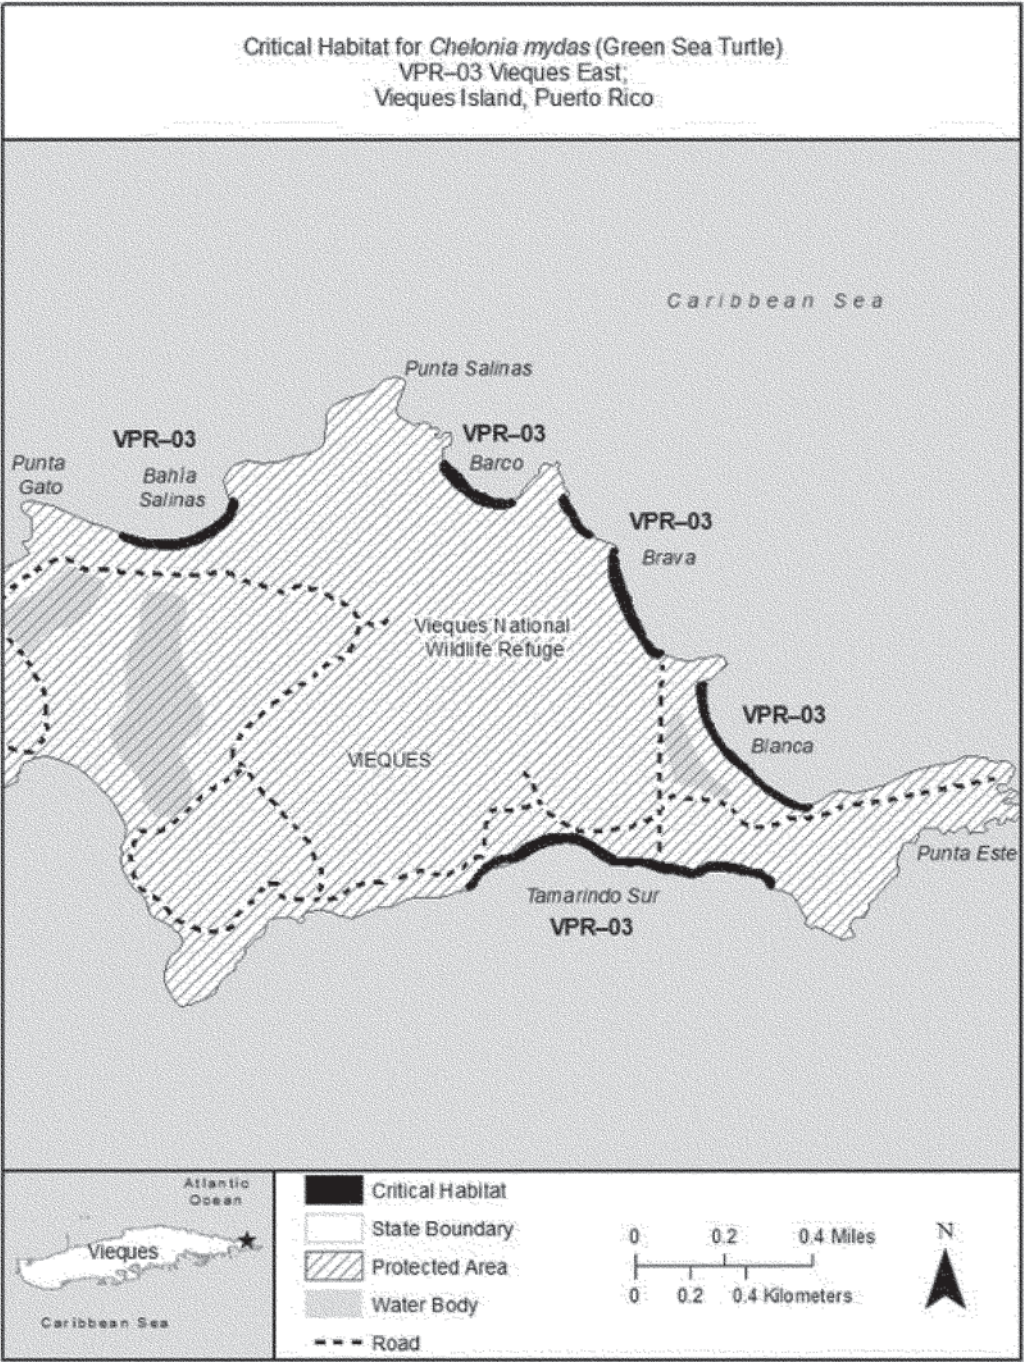 Critical Habitat for Chelonia mydas (Green Sea Turtle)
VPR–03 Vieques East;
Vieques Island, Puerto Rico
Caribbean Sea
Punta Salinas
VPR–03
Bahía
Salinas
Punta
Gato
VPR–03
Barco
VPR–03
Brava
Vieques National
Wildlife Refuge
VIEQUES
VPR–03
Blanca
Punta Este
Tamarindo Sur
VPR–03
Atlantic
Ocean
Vieques
Caribbean Sea
Critical Habitat
State Boundary
Protected Area
Water Body
Road
0 0.2 0.4 Miles
0 0.2 0.4 Kilometers
N